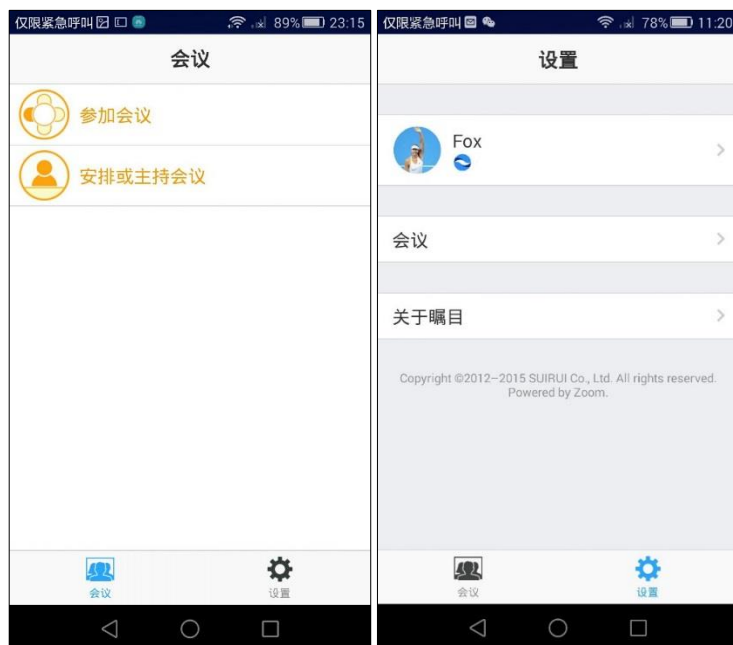 仅限紧急呼叫 89% 23:15
会议
参加会议
安排或主持会议
会议 设置
仅限紧急呼叫 78% 11:20
设置
Fox
会议
关于瞩目
Copyright ©2012–2015 SUIRUI Co., Ltd. All rights reserved.
Powered by Zoom.
会议 设置